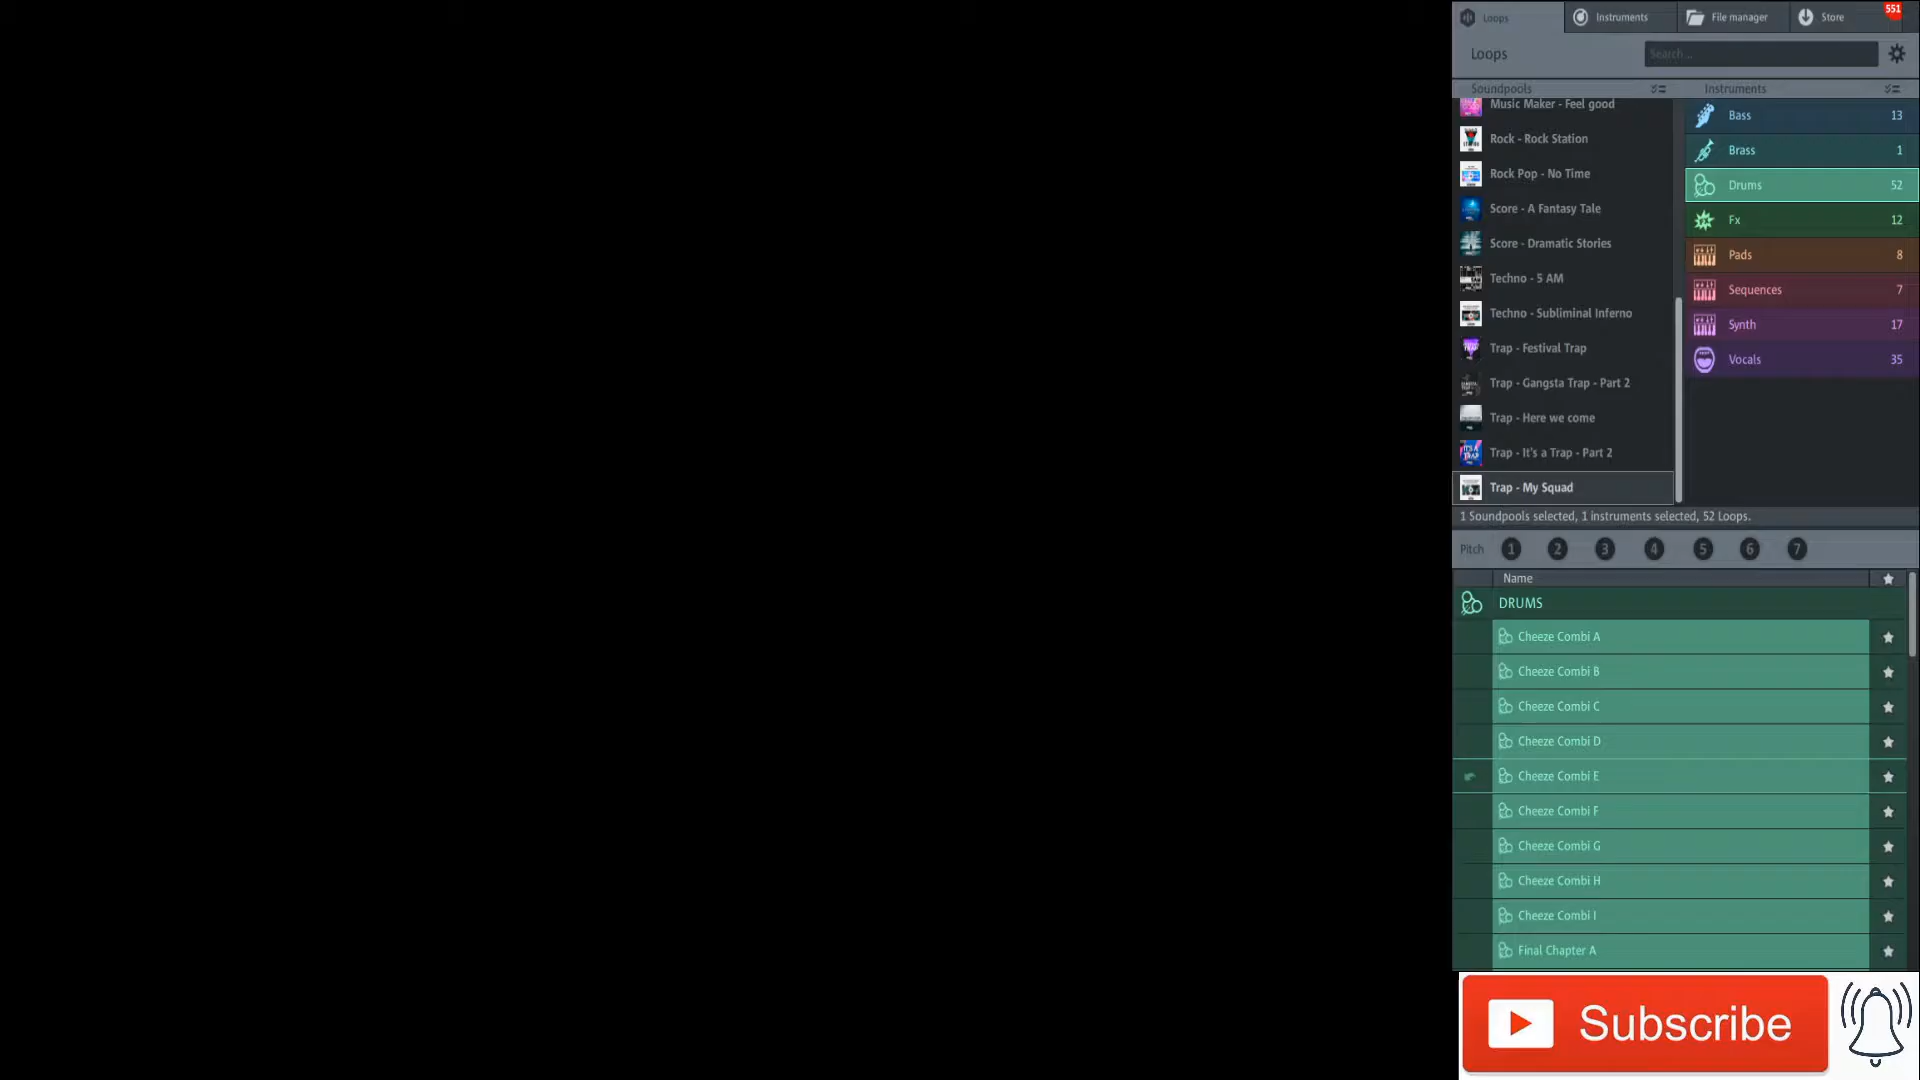 Loops
Instruments
File manager
Store
551
Loops
Search...
Soundpools
Instruments
Music Maker - Feel good
Rock - Rock Station
Rock Pop - No Time
Score - A Fantasy Tale
Score - Dramatic Stories
Techno - 5 AM
Techno - Subliminal Inferno
Trap - Festival Trap
Trap - Gangsta Trap - Part 2
Trap - Here we come
Trap - It's a Trap - Part 2
Trap - My Squad
Bass 13
Brass 1
Drums 52
Fx 12
Pads 8
Sequences 7
Synth 17
Vocals 35
1 Soundpools selected, 1 instruments selected, 52 Loops.
Pitch 1 2 3 4 5 6 7
Name
DRUMS
Cheeze Combi A
Cheeze Combi B
Cheeze Combi C
Cheeze Combi D
Cheeze Combi E
Cheeze Combi F
Cheeze Combi G
Cheeze Combi H
Cheeze Combi I
Final Chapter A
Subscribe